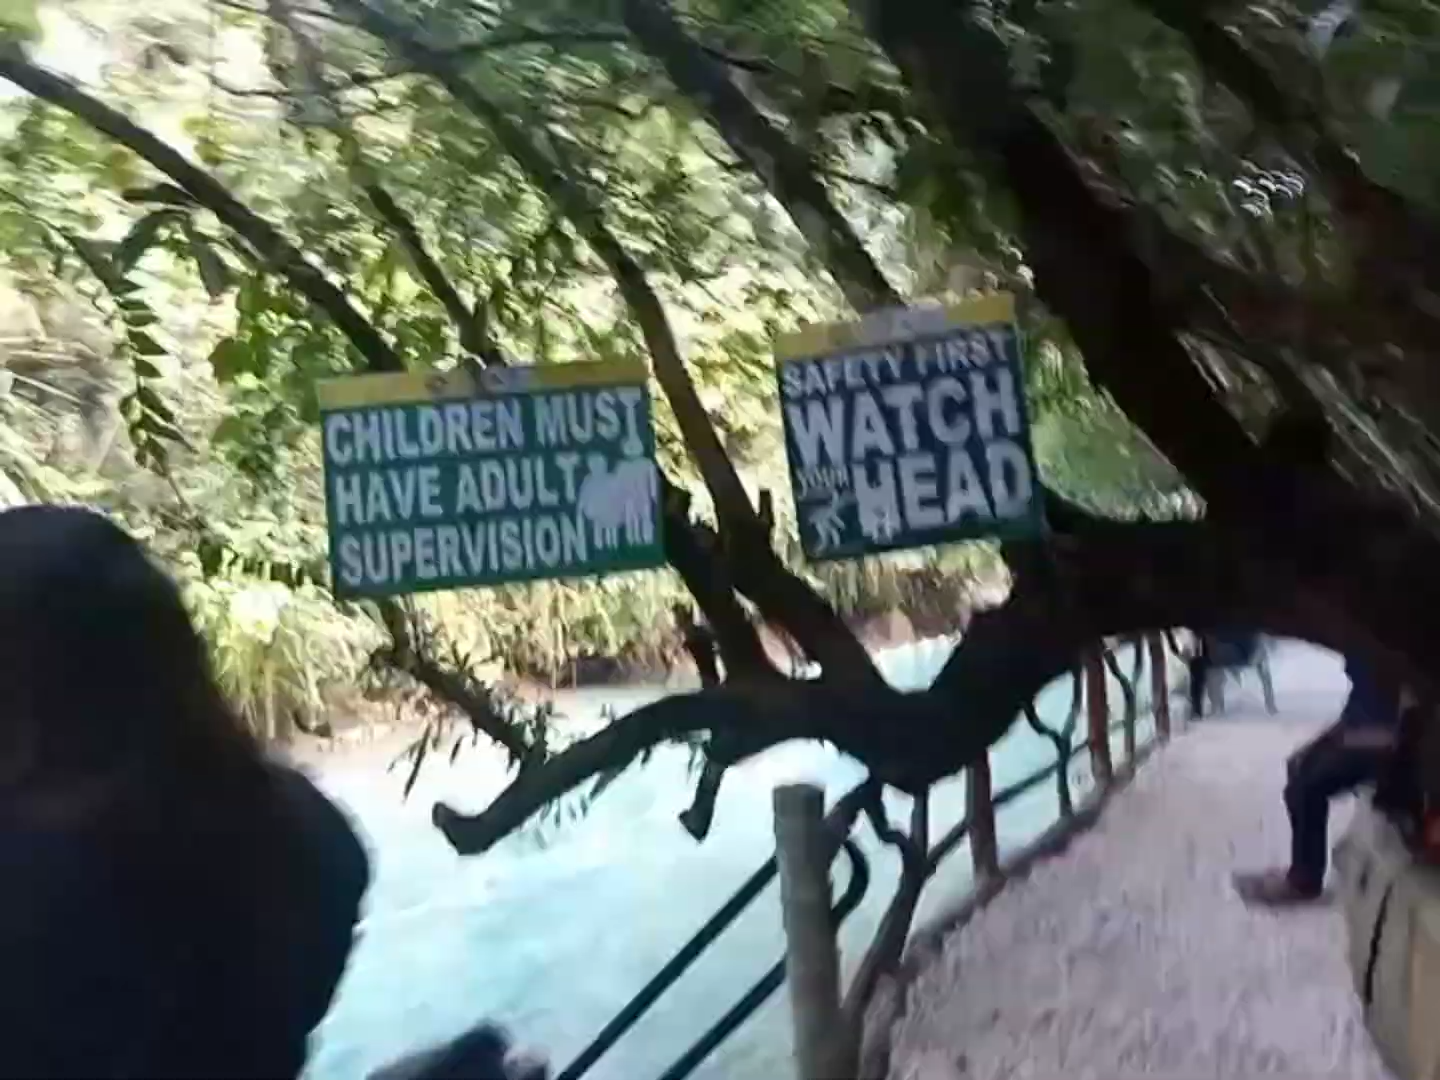 CHILDREN MUST
HAVE ADULT
SUPERVISION
SAFETY FIRST
WATCH
YOUR HEAD